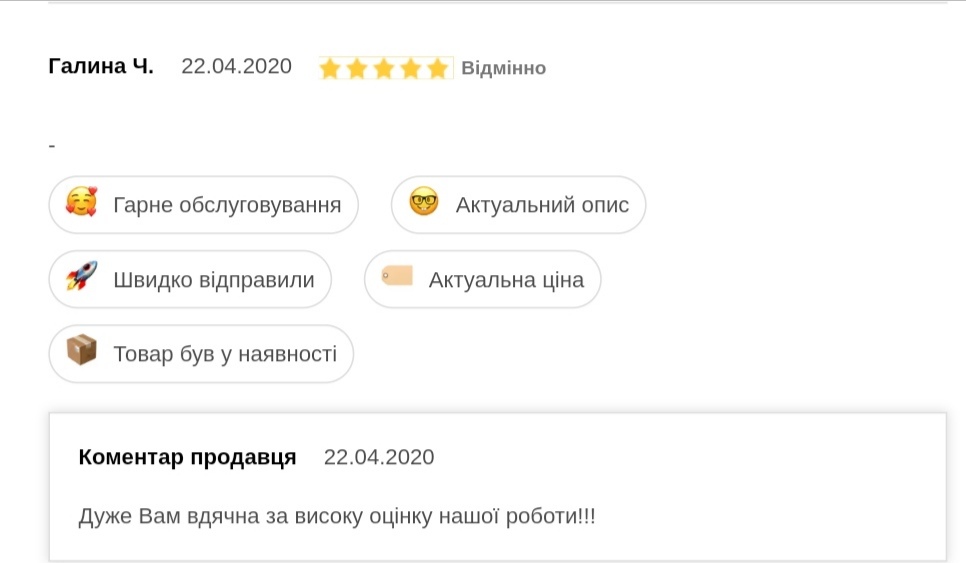 Галина Ч. 22.04.2020 Відмінно
-
Гарне обслуговування Актуальний опис
Швидко відправили Актуальна ціна
Товар був у наявності
Коментар продавця 22.04.2020
Дуже Вам вдячна за високу оцінку нашої роботи!!!